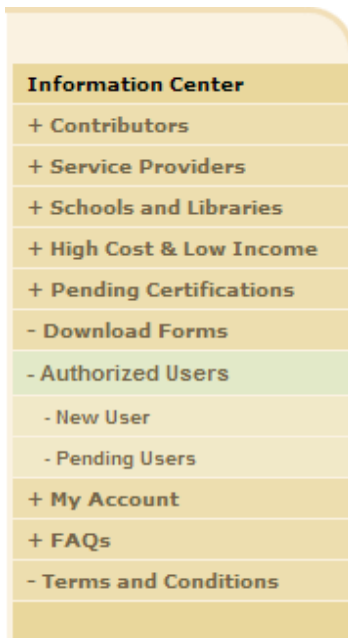 Information Center
+ Contributors
+ Service Providers
+ Schools and Libraries
+ High Cost & Low Income
+ Pending Certifications
- Download Forms
- Authorized Users
- New User
- Pending Users
+ My Account
+ FAQs
- Terms and Conditions